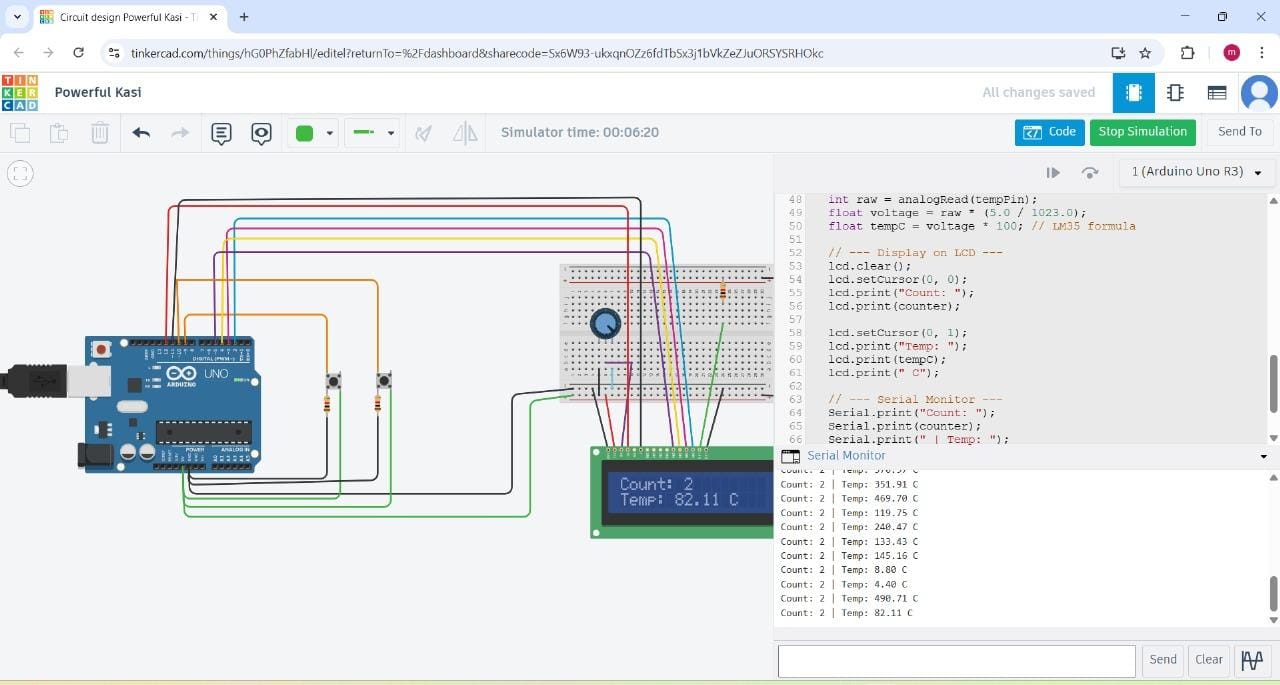 Circuit design Powerful Kasi - Ti
tinkercad.com/things/hG0PhZfabHl/editel?returnTo=%2Fdashboard&sharecode=Sx6W93-ukxqnOZz6fdTbSx3j1bVkZeZJuORSYSRHOkc
m
TIN
KER
CAD
Powerful Kasi
All changes saved
Simulator time: 00:06:20
Code
Stop Simulation
Send To
1 (Arduino Uno R3)
48 int raw = analogRead(tempPin);
49 float voltage = raw * (5.0 / 1023.0);
50 float tempC = voltage * 100; // LM35 formula
51
52 // --- Display on LCD ---
53 lcd.clear();
54 lcd.setCursor(0, 0);
55 lcd.print("Count: ");
56 lcd.print(counter);
57
58 lcd.setCursor(0, 1);
59 lcd.print("Temp: ");
60 lcd.print(tempC);
61 lcd.print(" C");
62
63 // --- Serial Monitor ---
64 Serial.print("Count: ");
65 Serial.print(counter);
66 Serial.print(" | Temp: ");
DIGITAL (PWM~)
UNO
ARDUINO
POWER
ANALOG IN
Count: 2
Temp: 82.11 C
Serial Monitor
Count: 2 | Temp: 351.91 C
Count: 2 | Temp: 469.70 C
Count: 2 | Temp: 119.75 C
Count: 2 | Temp: 240.47 C
Count: 2 | Temp: 133.43 C
Count: 2 | Temp: 145.16 C
Count: 2 | Temp: 8.80 C
Count: 2 | Temp: 4.40 C
Count: 2 | Temp: 490.71 C
Count: 2 | Temp: 82.11 C
Send
Clear